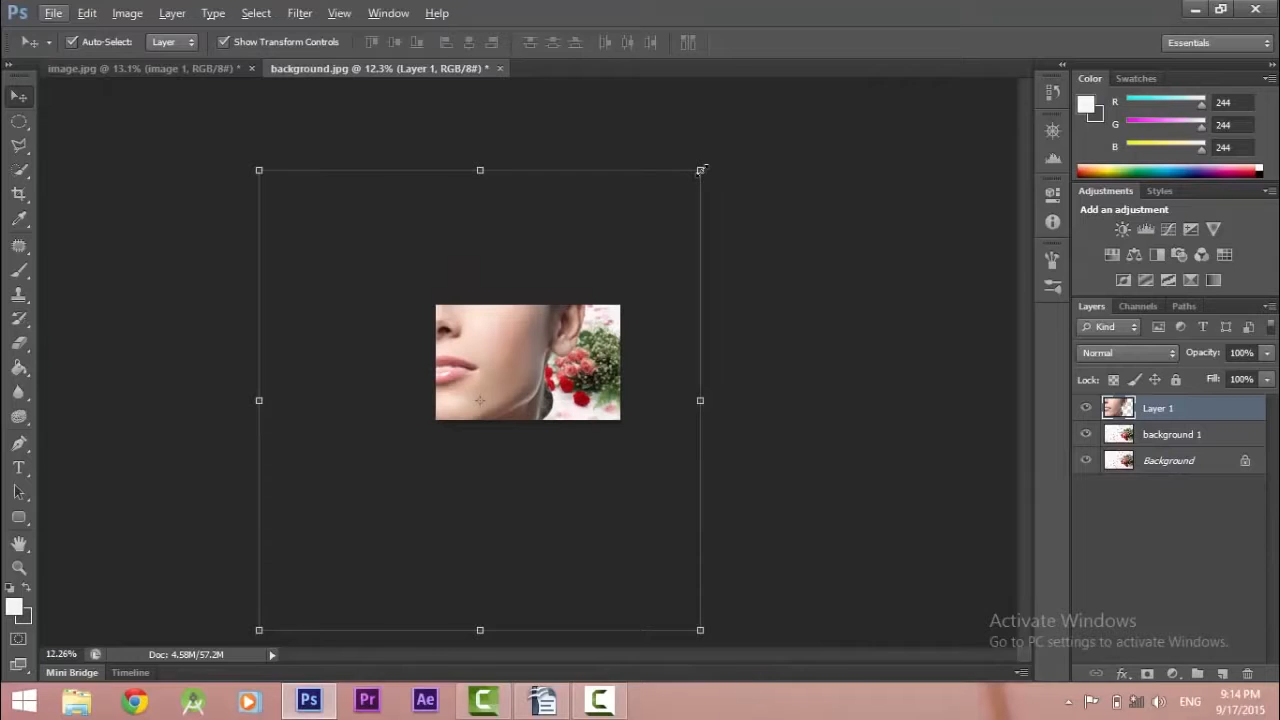 Ps File Edit Image Layer Type Select Filter View Window Help
Auto-Select: Layer Show Transform Controls Essentials
image.jpg @ 13.1% (image 1, RGB/8#) * × background.jpg @ 12.3% (Layer 1, RGB/8#) * ×
Color Swatches
R 244
G 244
B 244
Adjustments Styles
Add an adjustment
Layers Channels Paths
Kind
Normal Opacity: 100%
Lock: Fill: 100%
Layer 1
background 1
Background
Activate Windows
Go to PC settings to activate Windows.
12.26% Doc: 4.58M/57.2M
Mini Bridge Timeline
Ps Pr Ae ENG 9:14 PM
9/17/2015